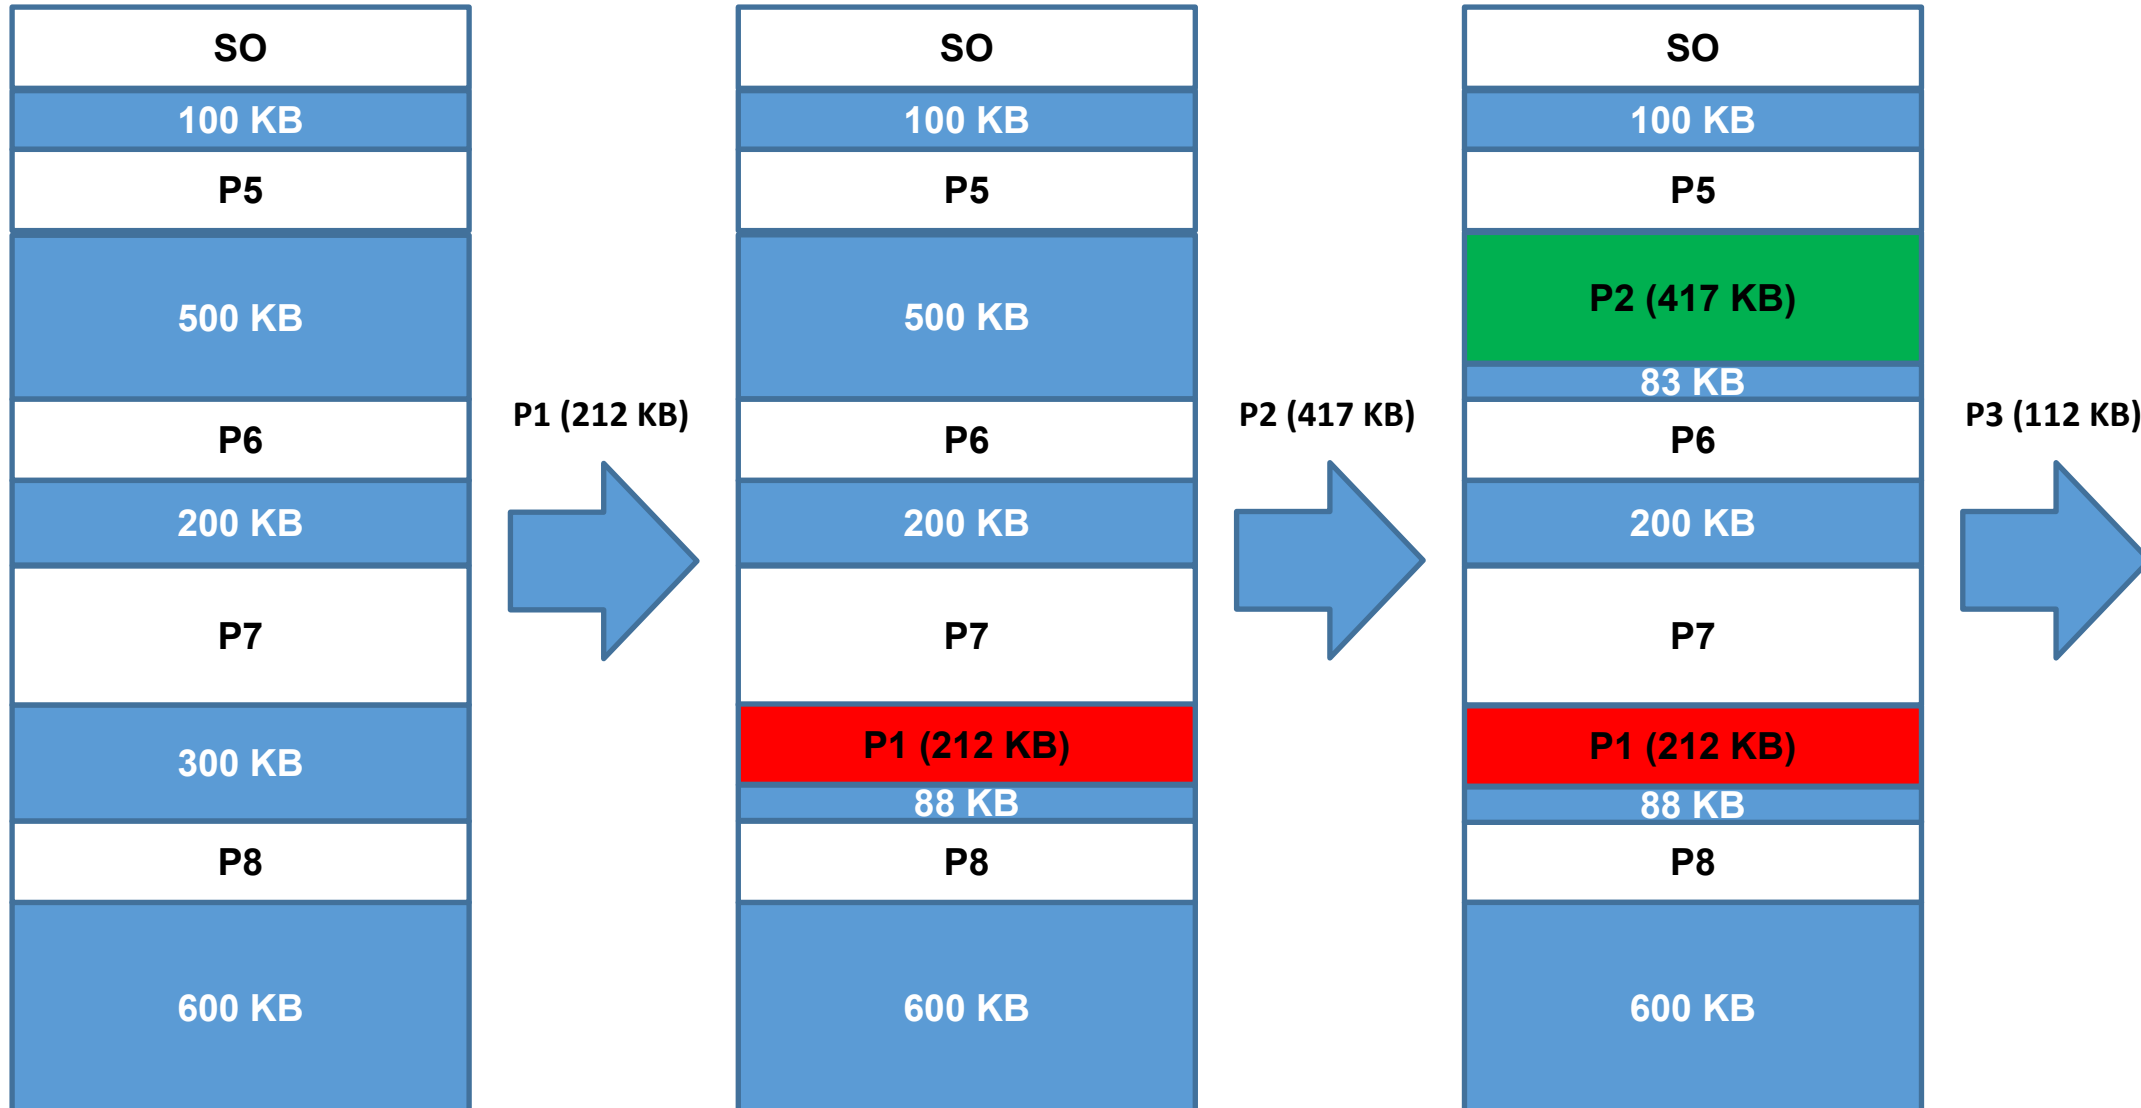 SO
100 KB
P5
500 KB
P6
200 KB
P7
300 KB
P8
600 KB
P1 (212 KB)
SO
100 KB
P5
500 KB
P6
200 KB
P7
P1 (212 KB)
88 KB
P8
600 KB
P2 (417 KB)
SO
100 KB
P5
P2 (417 KB)
83 KB
P6
200 KB
P7
P1 (212 KB)
88 KB
P8
600 KB
P3 (112 KB)